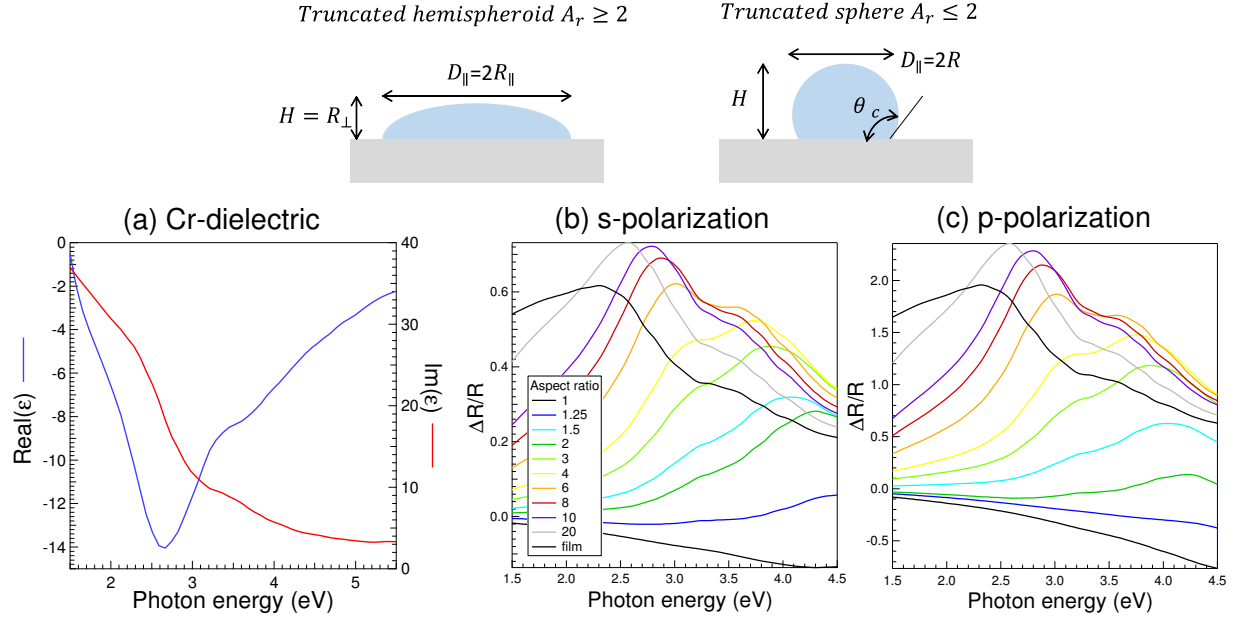 Truncated hemispheroid A_r ≥ 2
Truncated sphere A_r ≤ 2
D_∥=2R_∥
H = R_⊥
D_∥=2R
H
θ_c
(a) Cr-dielectric
0
-2
-4
-6
-8
-10
-12
-14
Real(ε)
40
30
20
10
0
Im(ε)
2
3
4
5
Photon energy (eV)
(b) s-polarization
ΔR/R
0.6
0.4
0.2
0.0
Aspect ratio
1
1.25
1.5
2
3
4
6
8
10
20
film
1.5
2.0
2.5
3.0
3.5
4.0
4.5
Photon energy (eV)
(c) p-polarization
ΔR/R
2.0
1.5
1.0
0.5
0.0
-0.5
1.5
2.0
2.5
3.0
3.5
4.0
4.5
Photon energy (eV)